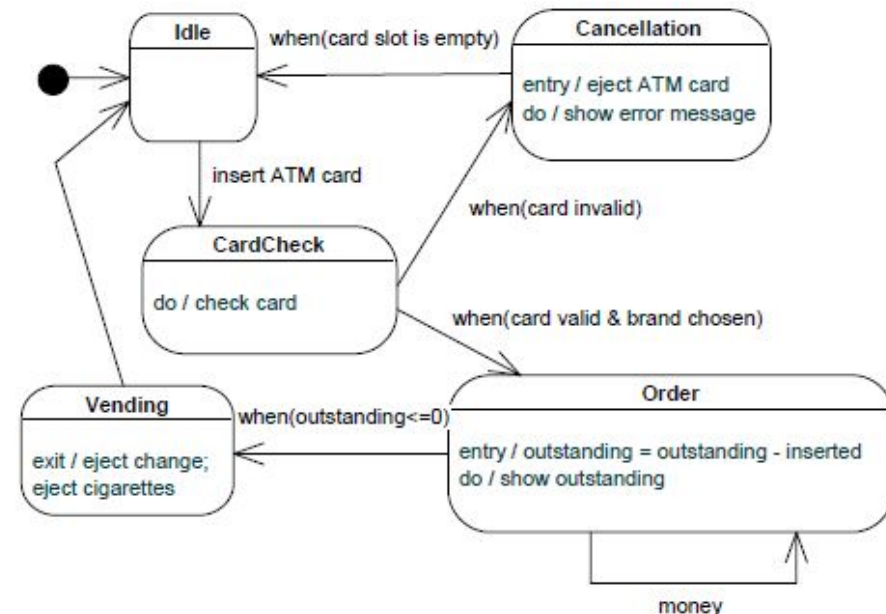 Idle
when(card slot is empty)
Cancellation
entry / eject ATM card
do / show error message
insert ATM card
when(card invalid)
CardCheck
do / check card
when(card valid & brand chosen)
Vending
when(outstanding<=0)
Order
exit / eject change;
eject cigarettes
entry / outstanding = outstanding - inserted
do / show outstanding
money